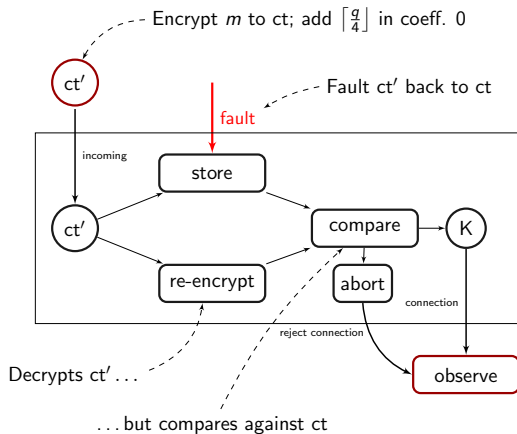 Encrypt m to ct; add ⌈q/4⌋ in coeff. 0
ct′
Fault ct′ back to ct
fault
incoming
store
ct′
compare
K
re-encrypt
abort
connection
reject connection
Decrypts ct′ ...
observe
... but compares against ct